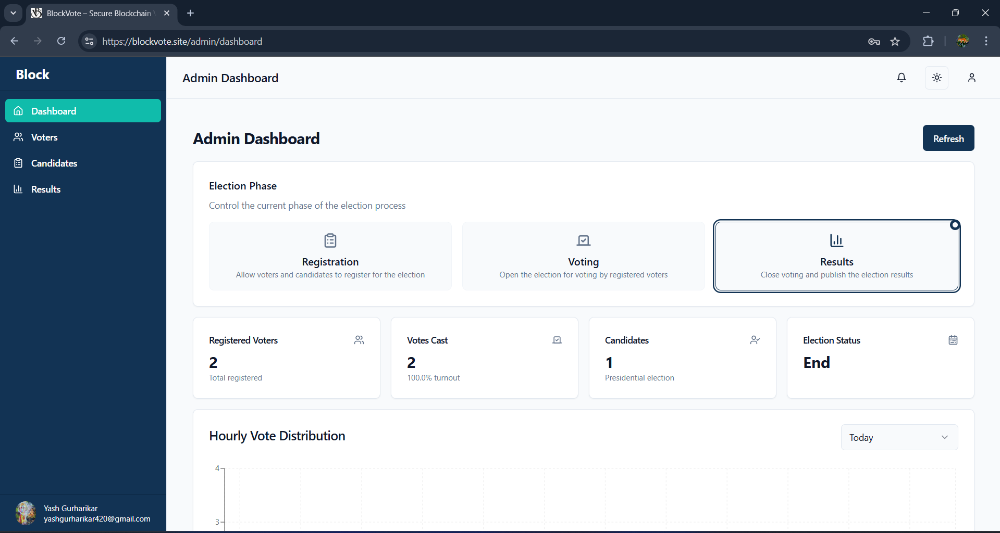 BlockVote – Secure Blockchain
https://blockvote.site/admin/dashboard
Block
Admin Dashboard
Dashboard
Voters
Candidates
Results
Admin Dashboard
Refresh
Election Phase
Control the current phase of the election process
Registration
Allow voters and candidates to register for the election
Voting
Open the election for voting by registered voters
Results
Close voting and publish the election results
Registered Voters
2
Total registered
Votes Cast
2
100.0% turnout
Candidates
1
Presidential election
Election Status
End
Hourly Vote Distribution
Today
4
3
Yash Gurharikar
yashgurharikar420@gmail.com